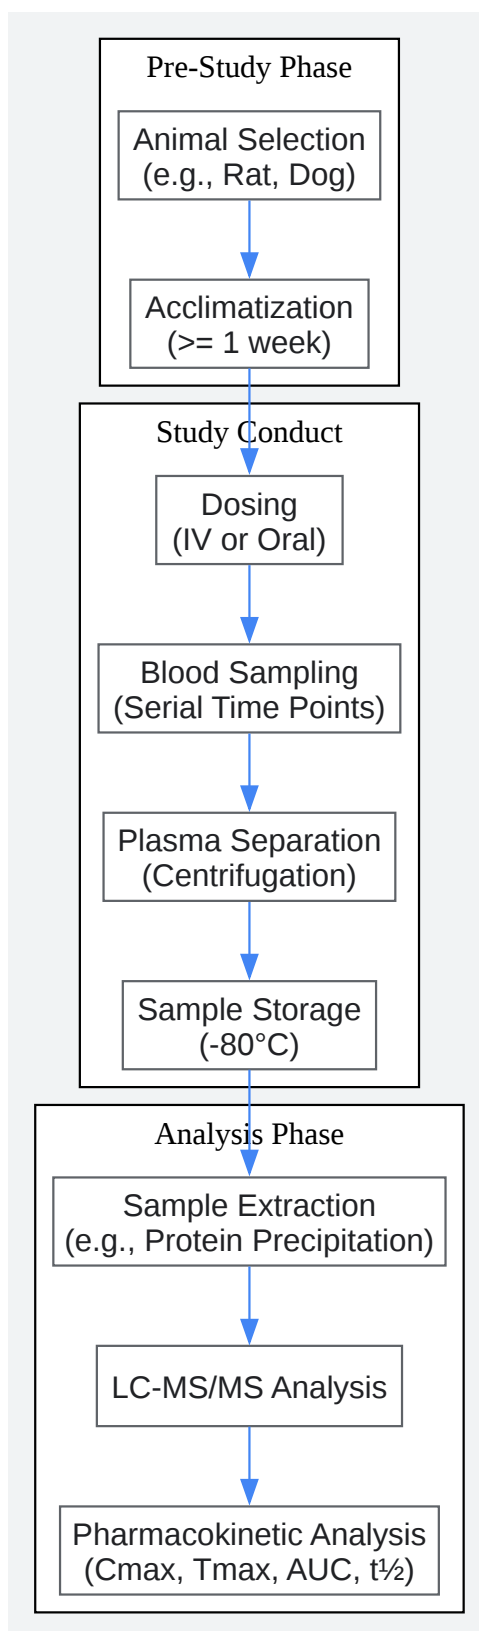 Pre-Study Phase
Animal Selection
(e.g., Rat, Dog)
Acclimatization
(>= 1 week)
Study Conduct
Dosing
(IV or Oral)
Blood Sampling
(Serial Time Points)
Plasma Separation
(Centrifugation)
Sample Storage
(-80°C)
Analysis Phase
Sample Extraction
(e.g., Protein Precipitation)
LC-MS/MS Analysis
Pharmacokinetic Analysis
(Cmax, Tmax, AUC, t½)